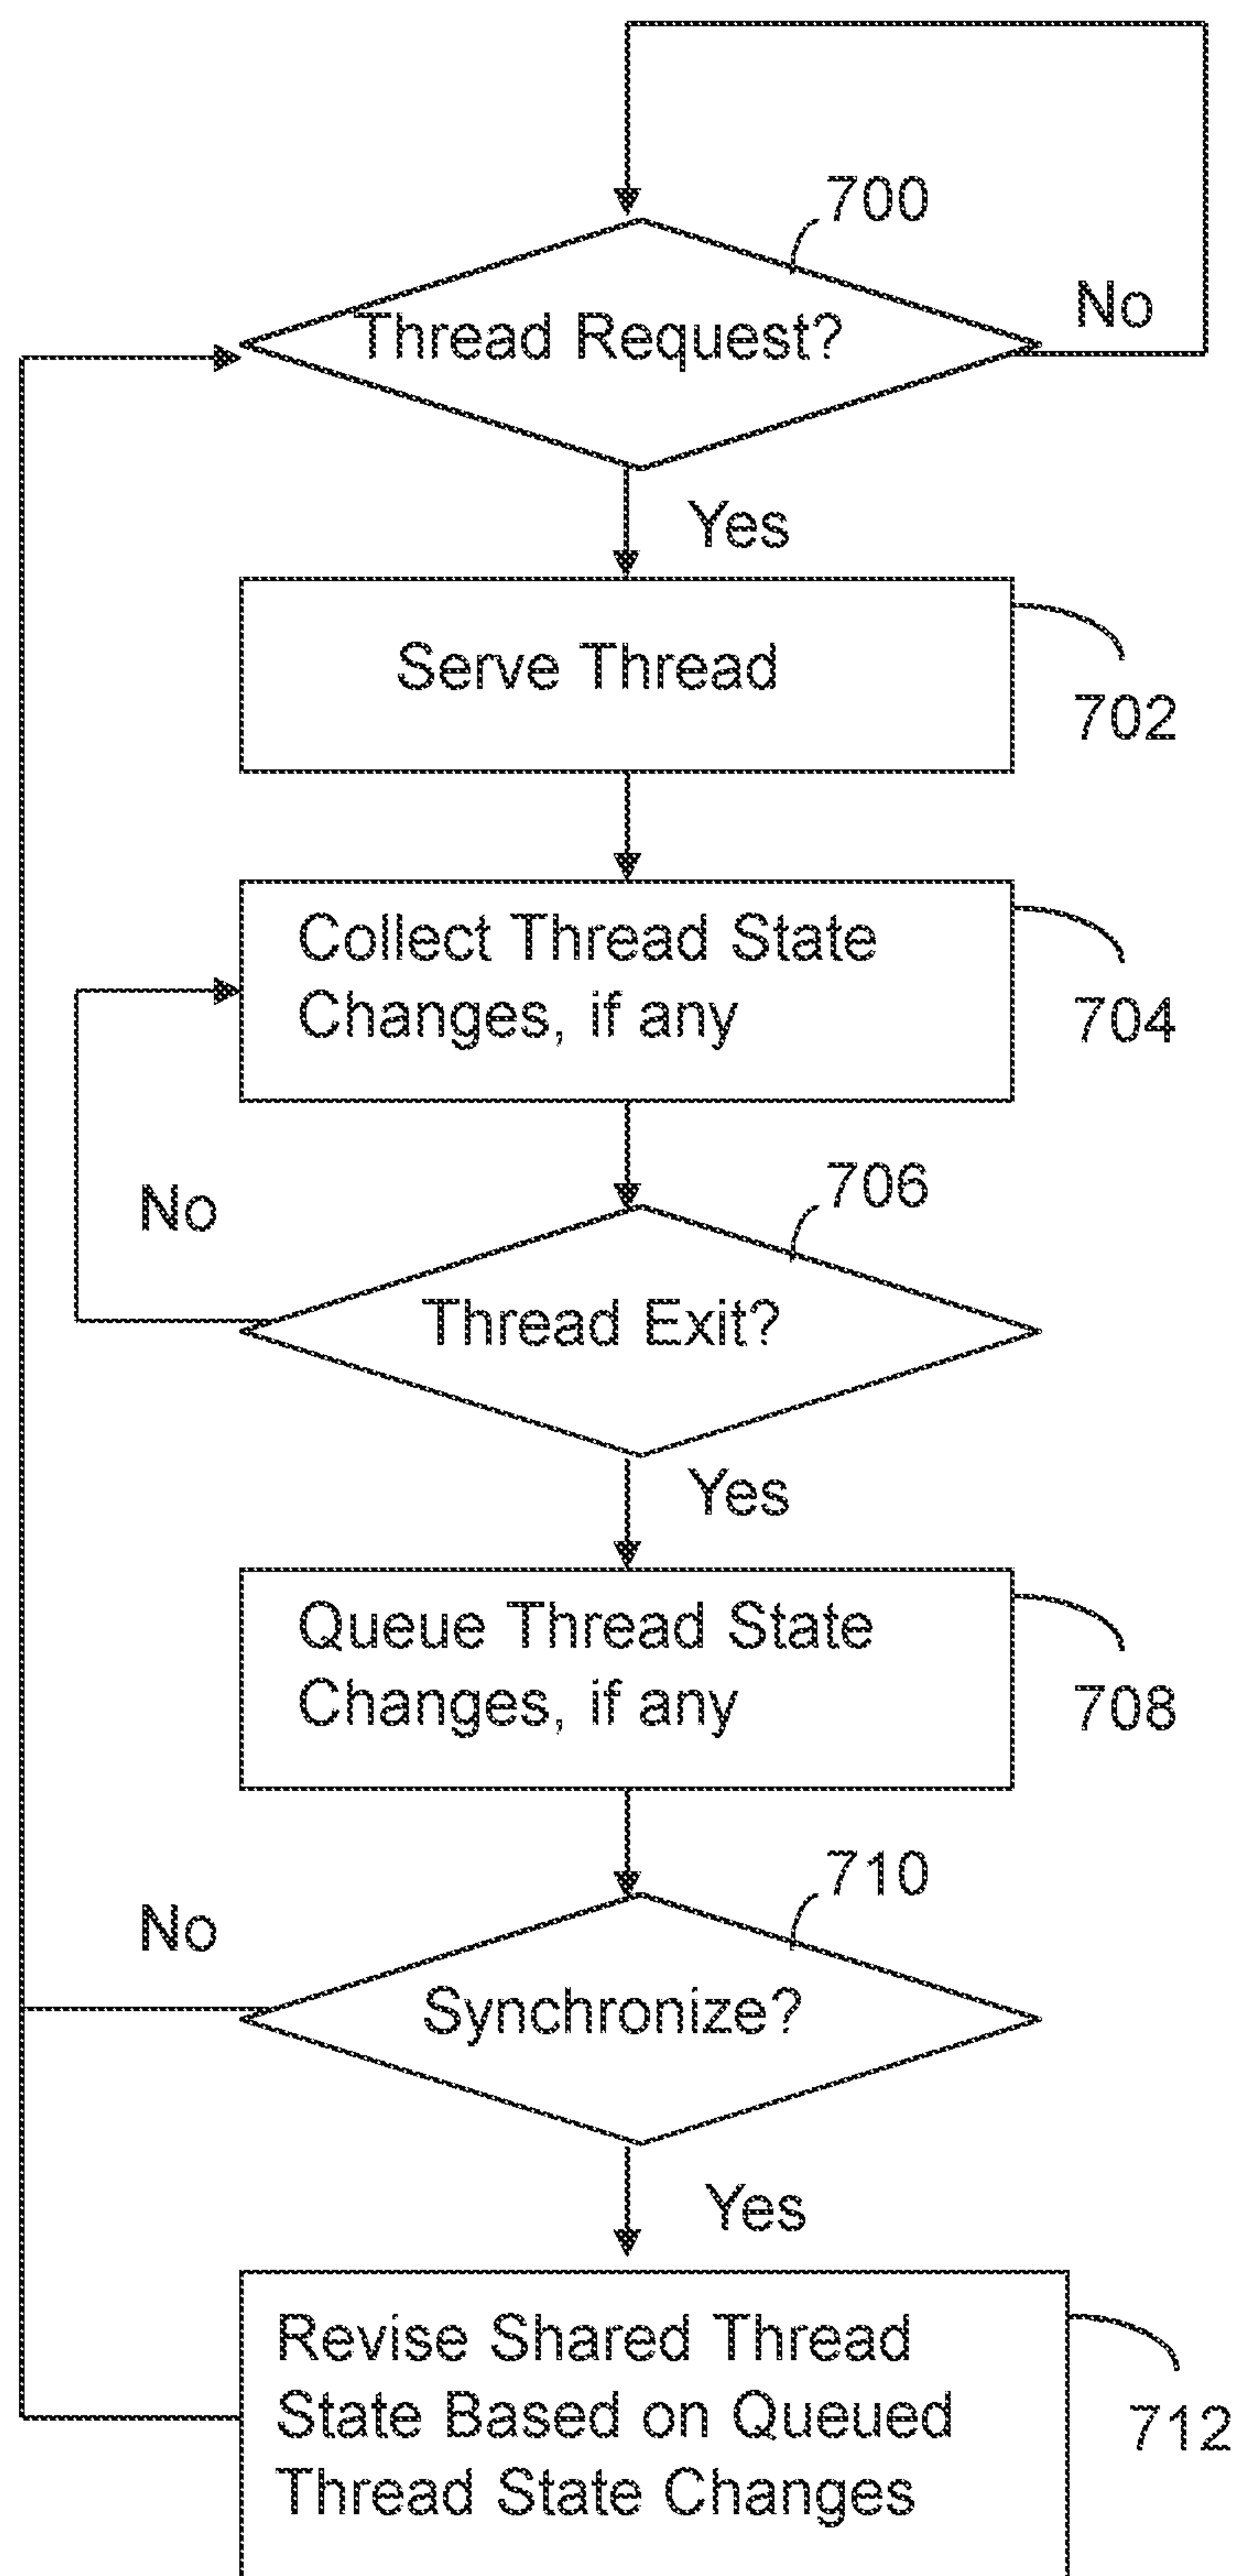 700
Thread Request?
No
Yes
Serve Thread
702
Collect Thread State
Changes, if any
704
No
706
Thread Exit?
Yes
Queue Thread State
Changes, if any
708
710
No
Synchronize?
Yes
Revise Shared Thread
State Based on Queued
Thread State Changes
712